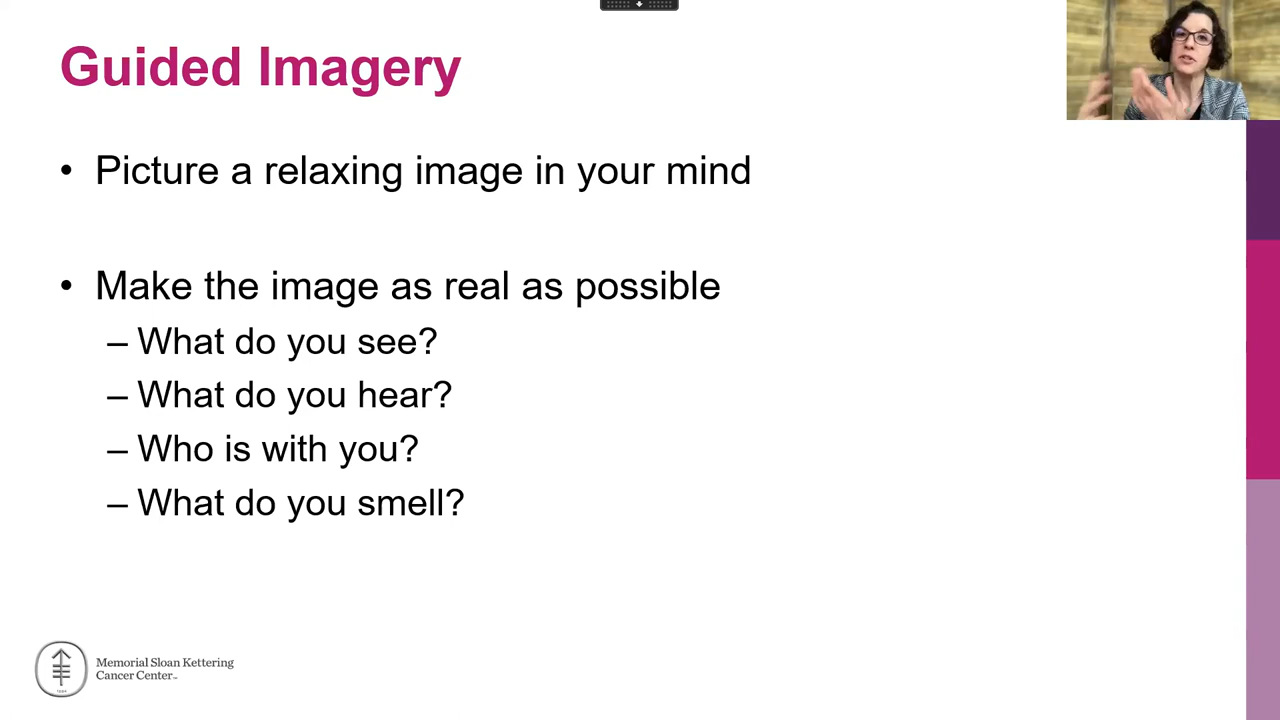 Guided Imagery
• Picture a relaxing image in your mind
• Make the image as real as possible
– What do you see?
– What do you hear?
– Who is with you?
– What do you smell?
Memorial Sloan Kettering
Cancer Center